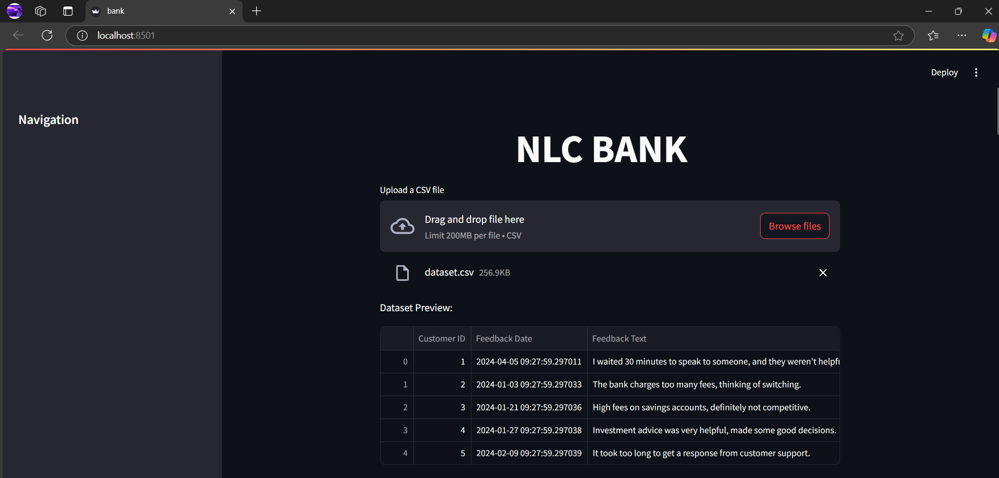 bank
localhost:8501
Deploy
Navigation
NLC BANK
Upload a CSV file
Drag and drop file here
Limit 200MB per file • CSV
Browse files
dataset.csv 256.9KB
Dataset Preview:
Customer ID Feedback Date Feedback Text
0 1 2024-04-05 09:27:59.297011 I waited 30 minutes to speak to someone, and they weren't helpfu
1 2 2024-01-03 09:27:59.297033 The bank charges too many fees, thinking of switching.
2 3 2024-01-21 09:27:59.297036 High fees on savings accounts, definitely not competitive.
3 4 2024-01-27 09:27:59.297038 Investment advice was very helpful, made some good decisions.
4 5 2024-02-09 09:27:59.297039 It took too long to get a response from customer support.